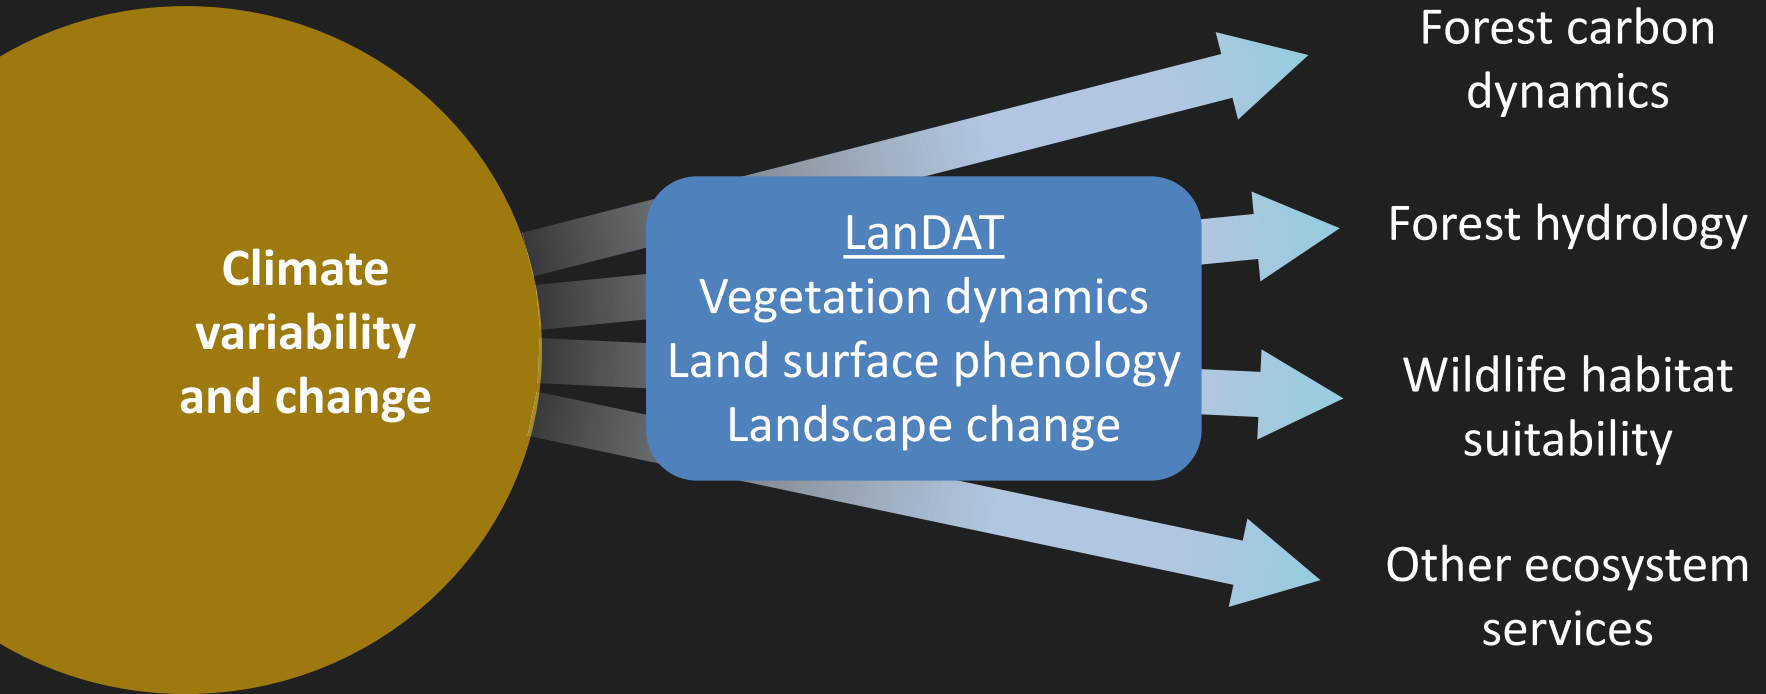 Climate
variability
and change
LanDAT
Vegetation dynamics
Land surface phenology
Landscape change
Forest carbon
dynamics
Forest hydrology
Wildlife habitat
suitability
Other ecosystem
services